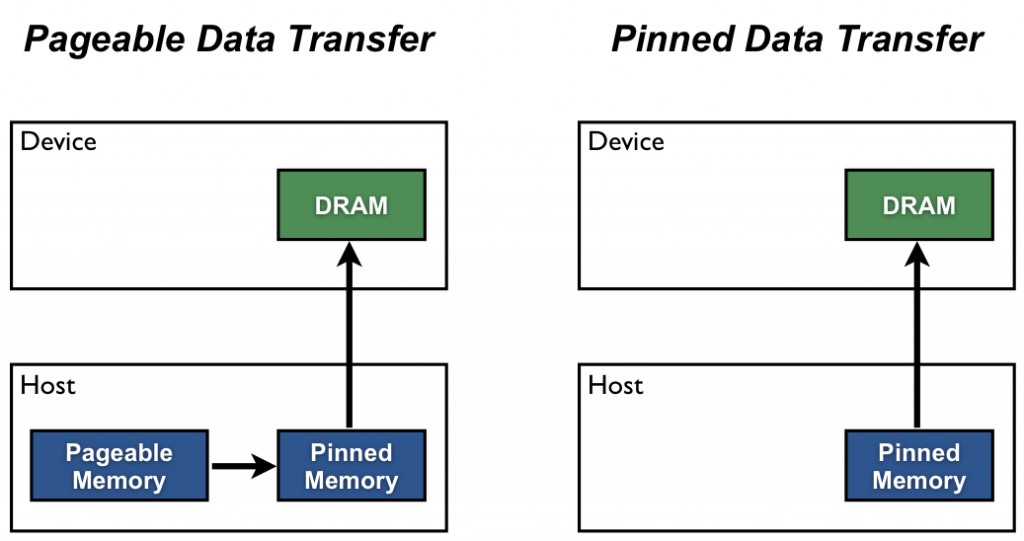 Pageable Data Transfer
Device
DRAM
Host
Pageable
Memory
Pinned
Memory
Pinned Data Transfer
Device
DRAM
Host
Pinned
Memory